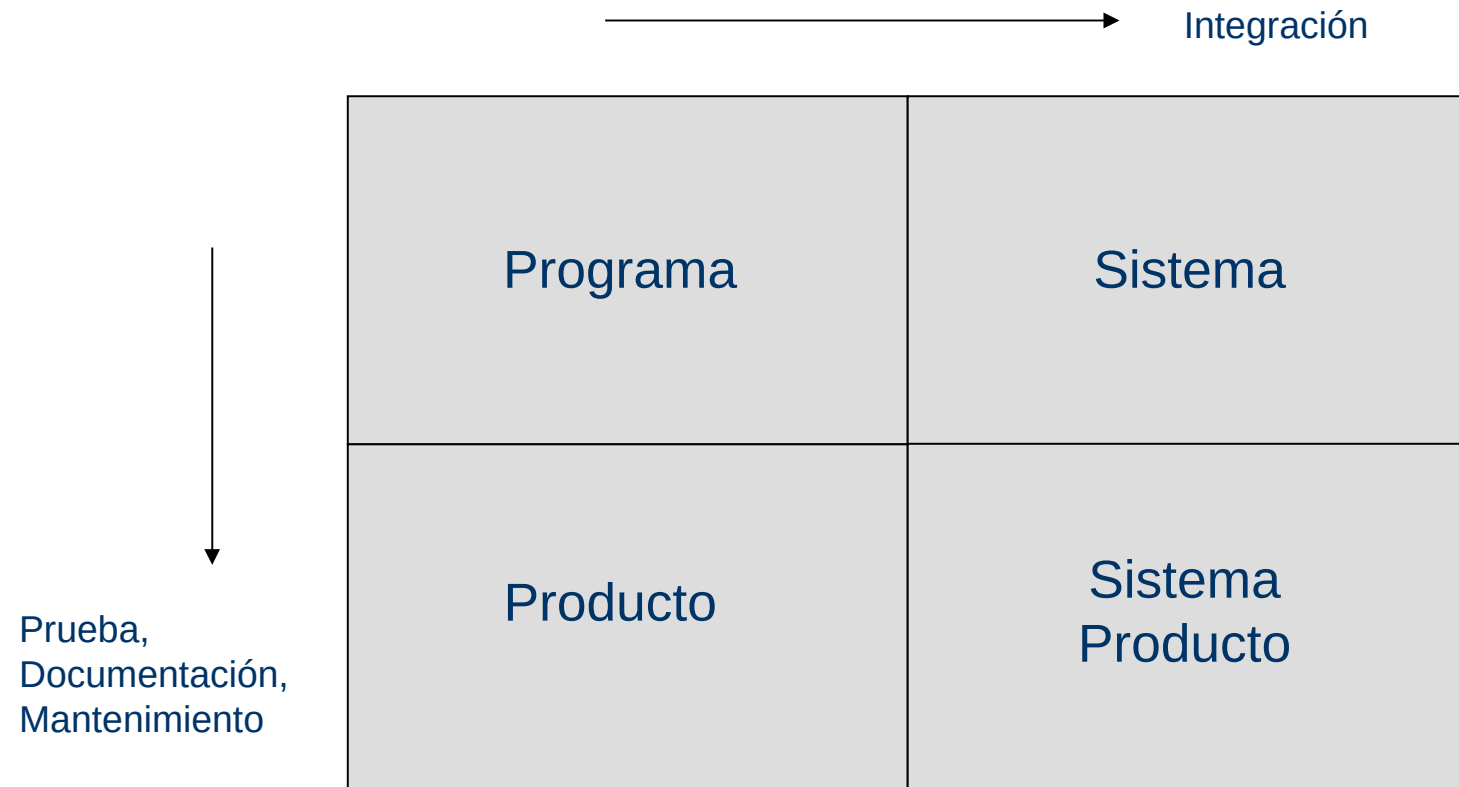 Integración
Programa
Sistema
Producto
Sistema
Producto
Prueba,
Documentación,
Mantenimiento